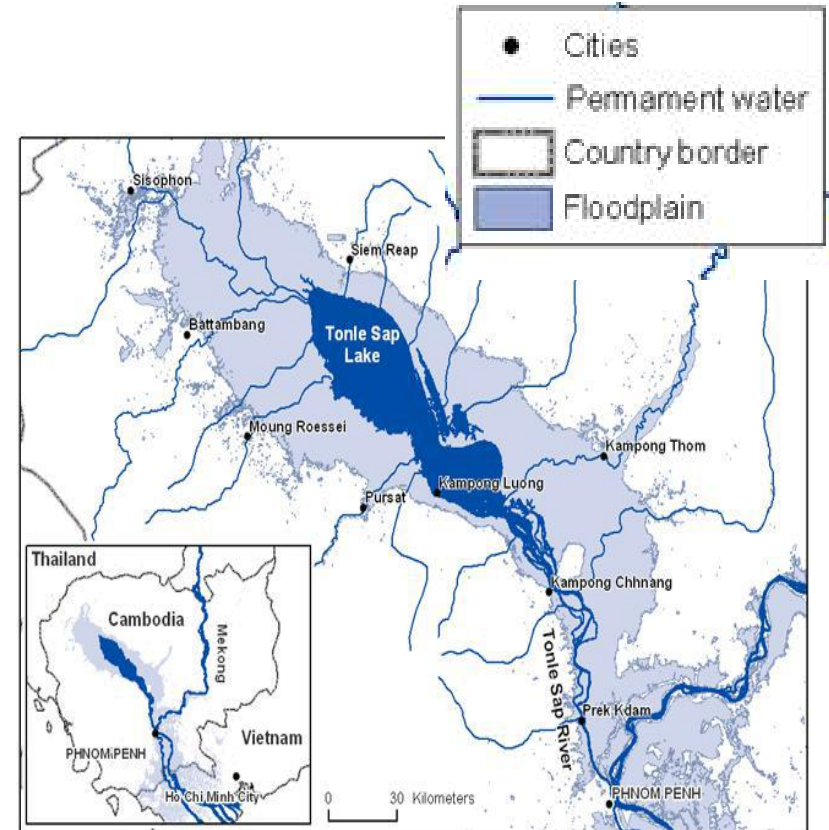 Cities
Permament water
Country border
Floodplain
Sisophon
Siem Reap
Battambang
Tonle Sap
Lake
Moung Roessei
Kampong Thom
Kampong Luong
Pursat
Kampong Chhnang
Tonle Sap River
Prek Kdam
PHNOM PENH
0 30 Kilometers
Thailand
Cambodia
Mekong
Vietnam
PHNOM PENH
Ho Chi Minh City